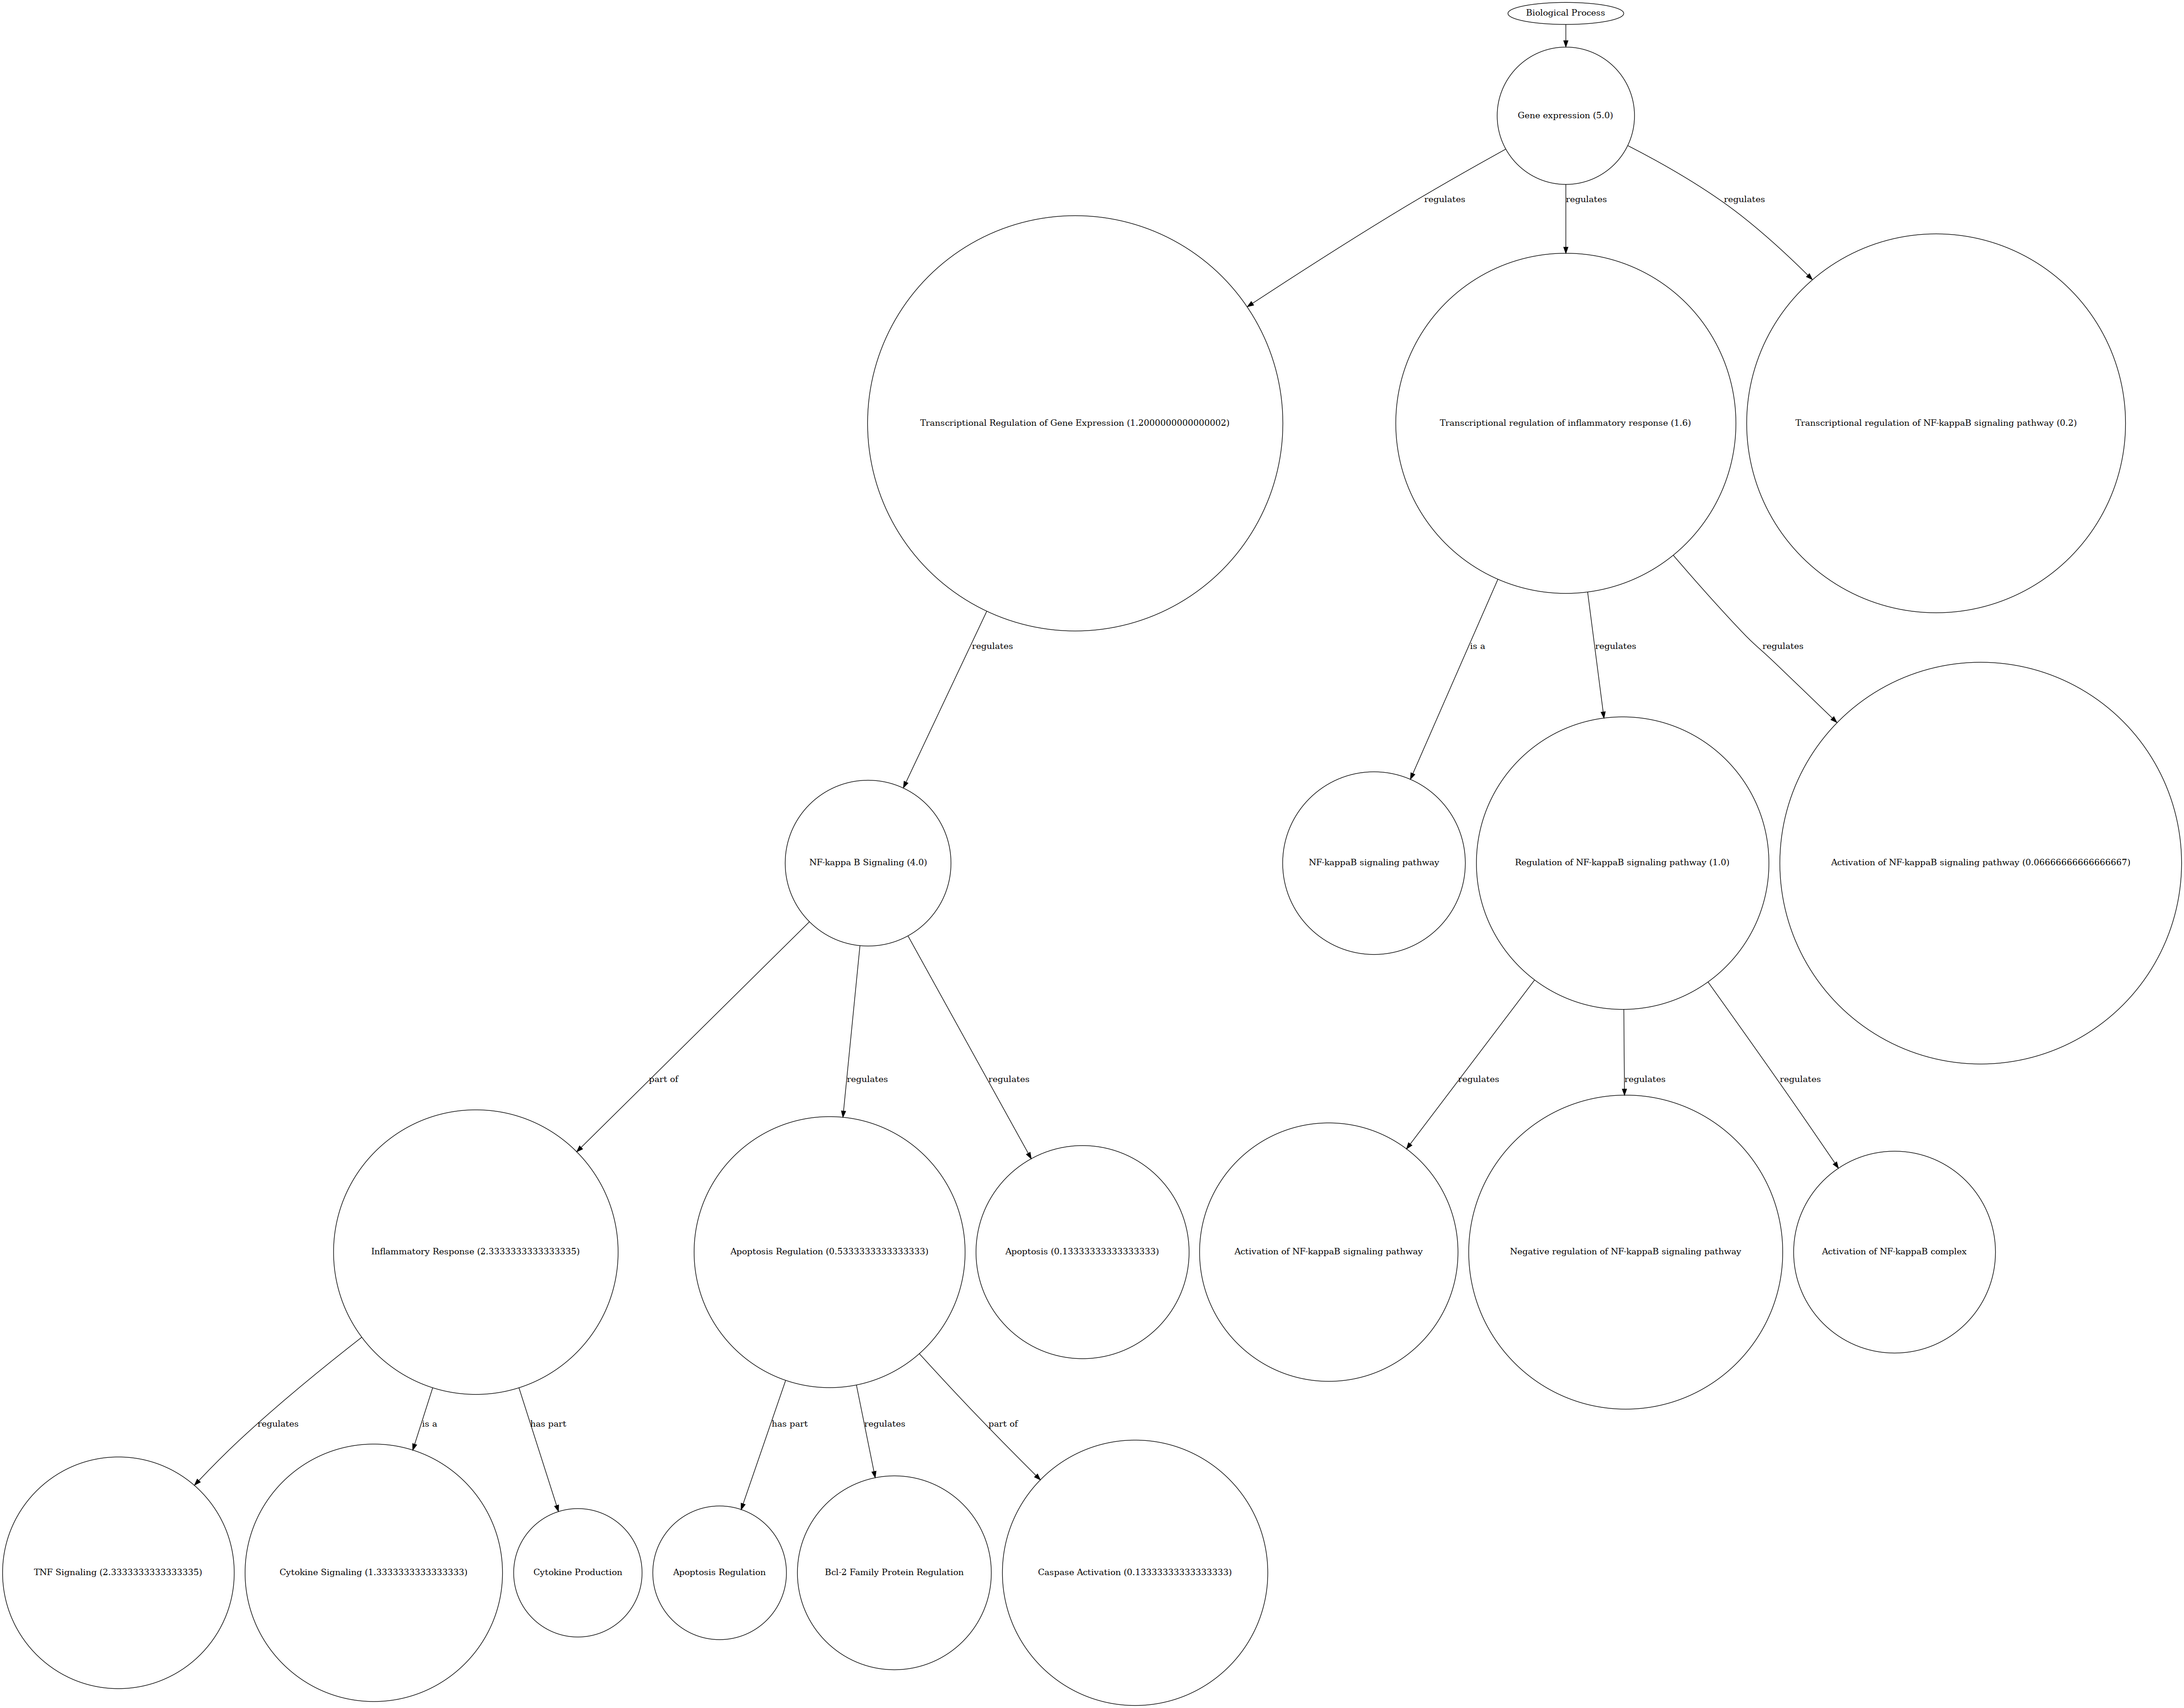 Biological Process
Gene expression (5.0)
regulates
regulates
regulates
Transcriptional Regulation of Gene Expression (1.2000000000000002)
Transcriptional regulation of inflammatory response (1.6)
Transcriptional regulation of NF-kappaB signaling pathway (0.2)
regulates
is a
regulates
regulates
NF-kappa B Signaling (4.0)
NF-kappaB signaling pathway
Regulation of NF-kappaB signaling pathway (1.0)
Activation of NF-kappaB signaling pathway (0.06666666666666667)
part of
regulates
regulates
regulates
regulates
regulates
Inflammatory Response (2.3333333333333335)
Apoptosis Regulation (0.5333333333333333)
Apoptosis (0.13333333333333333)
Activation of NF-kappaB signaling pathway
Negative regulation of NF-kappaB signaling pathway
Activation of NF-kappaB complex
regulates
is a
has part
has part
regulates
part of
TNF Signaling (2.3333333333333335)
Cytokine Signaling (1.3333333333333333)
Cytokine Production
Apoptosis Regulation
Bcl-2 Family Protein Regulation
Caspase Activation (0.13333333333333333)